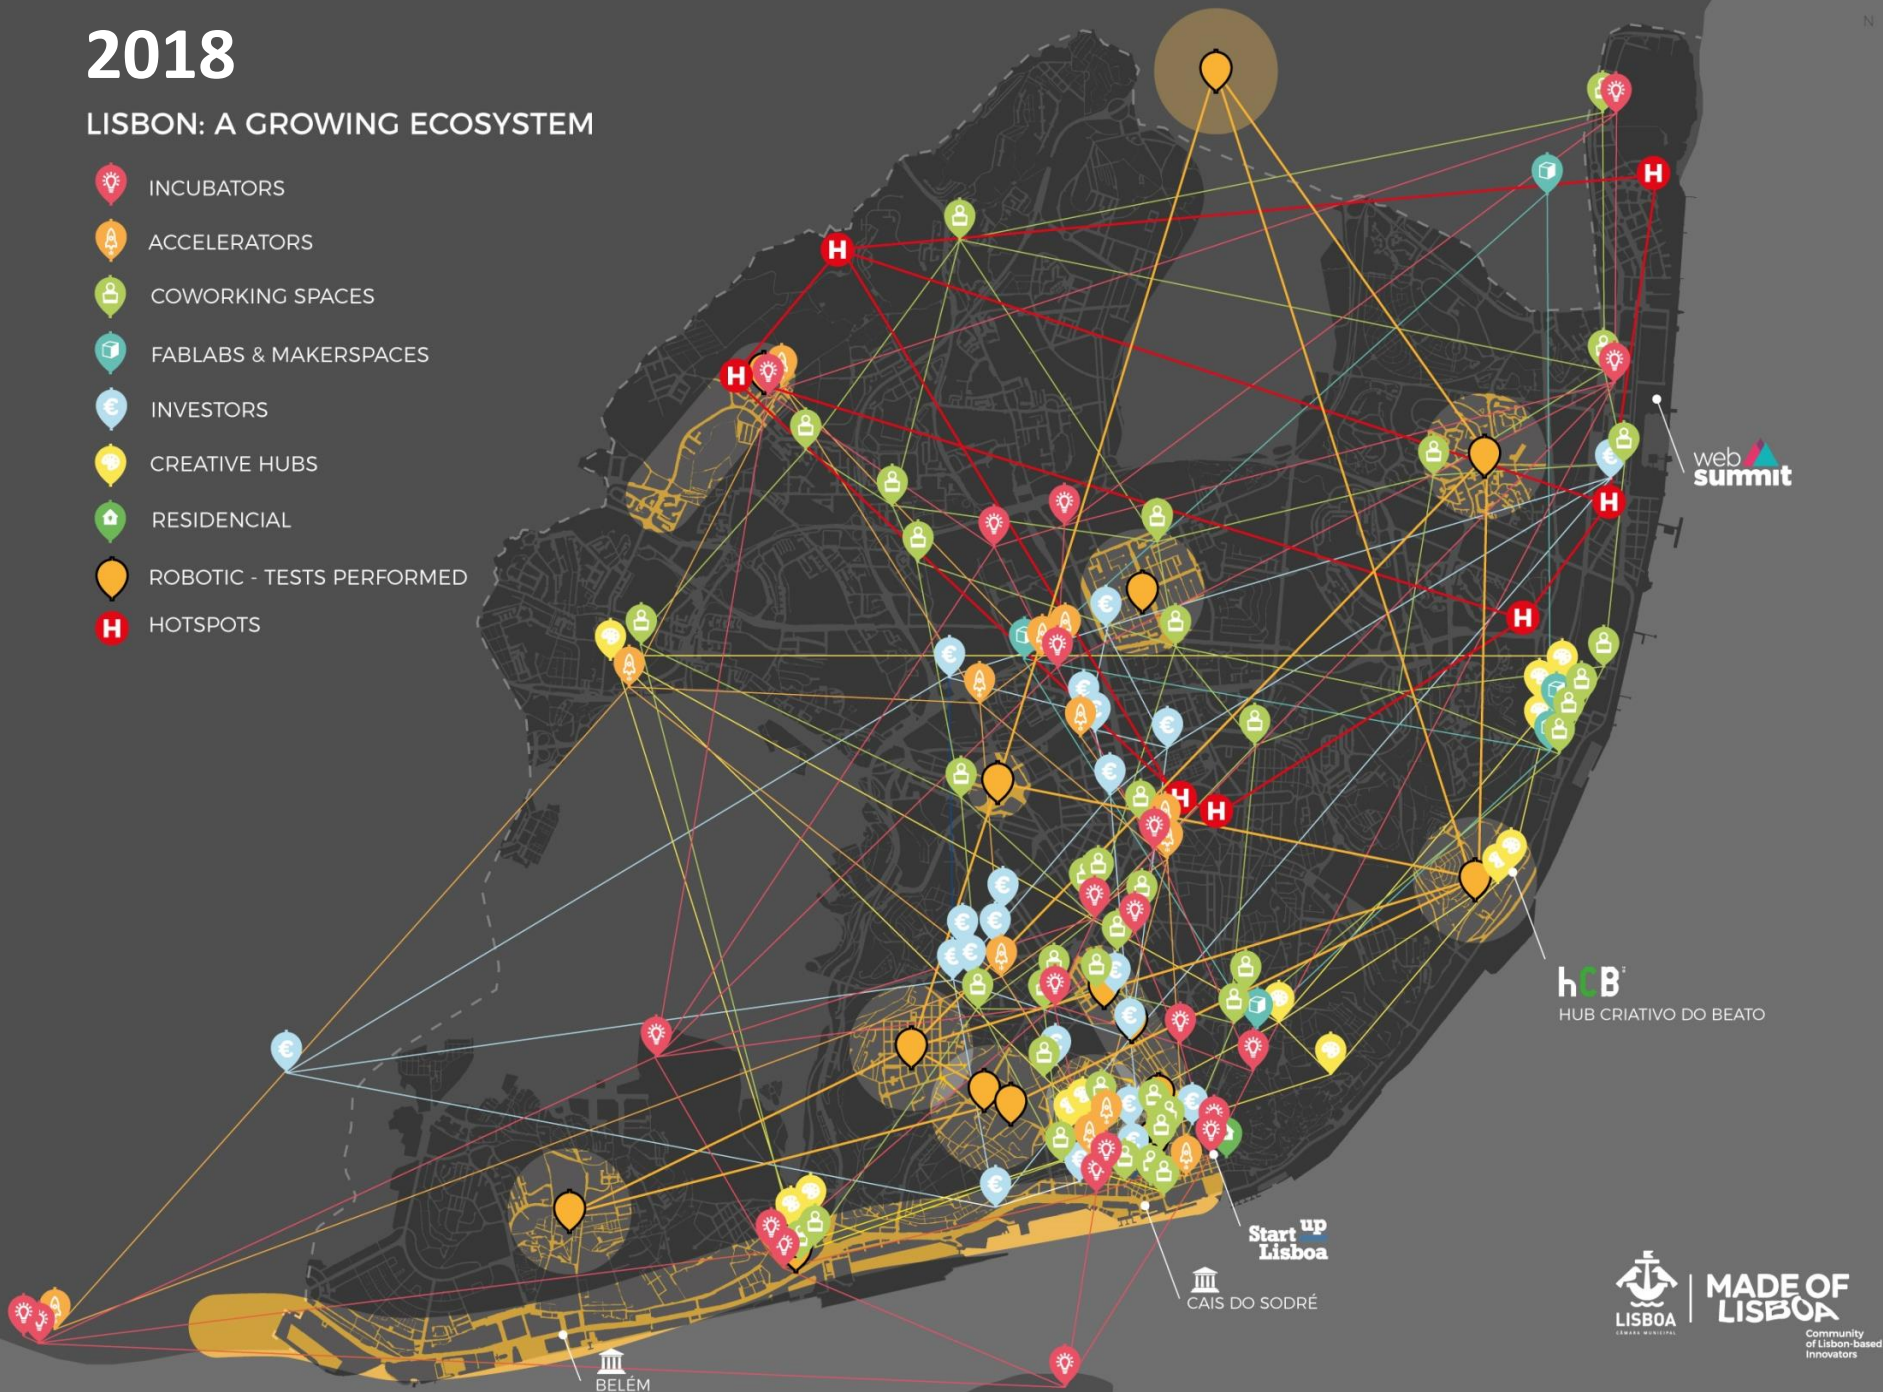 2018
N
LISBON: A GROWING ECOSYSTEM
INCUBATORS
ACCELERATORS
COWORKING SPACES
FABLABS & MAKERSPACES
INVESTORS
CREATIVE HUBS
RESIDENCIAL
ROBOTIC - TESTS PERFORMED
H HOTSPOTS
H
H
H
web
summit
H
H
H
H
hCB
HUB CRIATIVO DO BEATO
Start up
Lisboa
CAIS DO SODRÉ
BELÉM
LISBOA
CÂMARA MUNICIPAL
MADE OF
LISBOA
Community
of Lisbon-based
Innovators